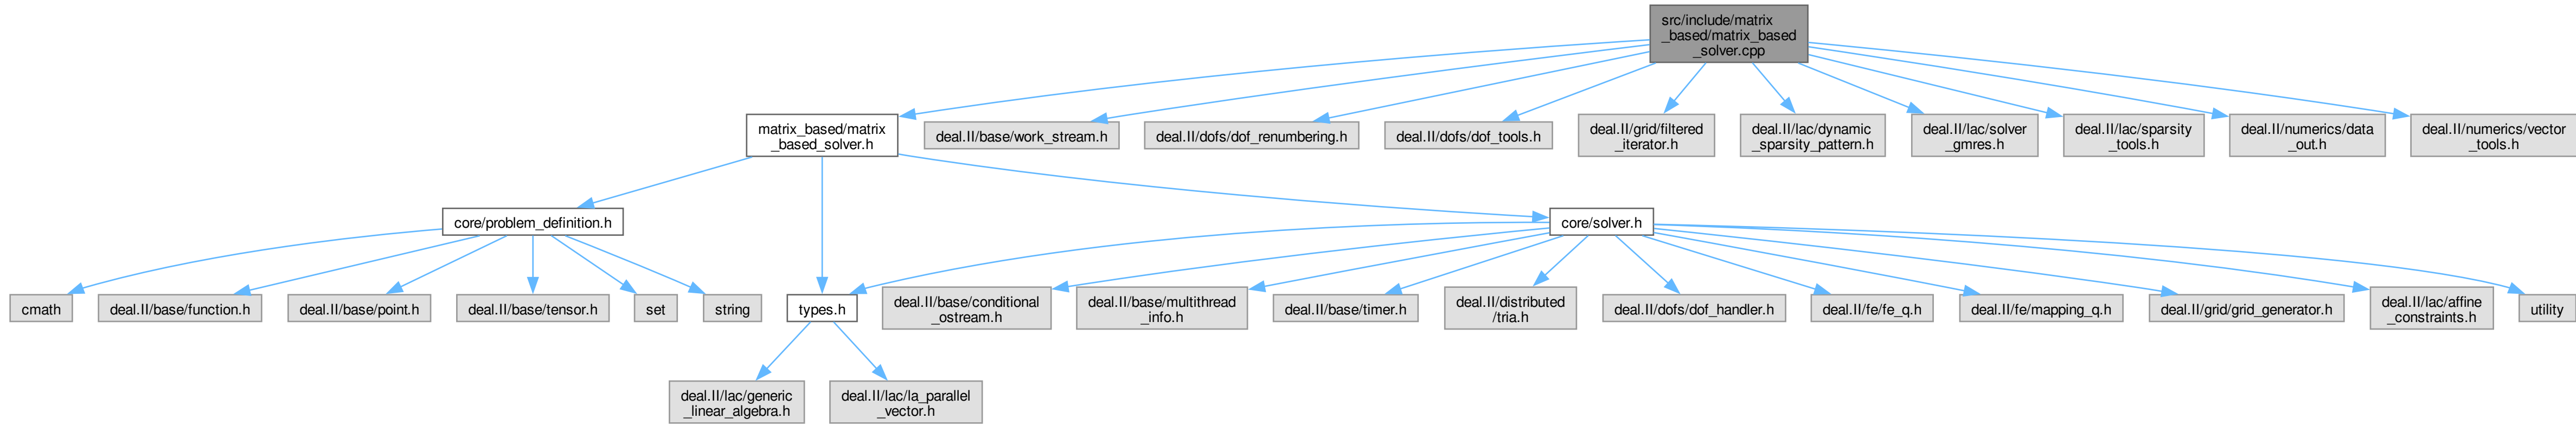 src/include/matrix
_based/matrix_based
_solver.cpp
matrix_based/matrix
_based_solver.h
deal.II/base/work_stream.h
deal.II/dofs/dof_renumbering.h
deal.II/dofs/dof_tools.h
deal.II/grid/filtered
_iterator.h
deal.II/lac/dynamic
_sparsity_pattern.h
deal.II/lac/solver
_gmres.h
deal.II/lac/sparsity
_tools.h
deal.II/numerics/data
_out.h
deal.II/numerics/vector
_tools.h
core/problem_definition.h
core/solver.h
cmath
deal.II/base/function.h
deal.II/base/point.h
deal.II/base/tensor.h
set
string
types.h
deal.II/base/conditional
_ostream.h
deal.II/base/multithread
_info.h
deal.II/base/timer.h
deal.II/distributed
/tria.h
deal.II/dofs/dof_handler.h
deal.II/fe/fe_q.h
deal.II/fe/mapping_q.h
deal.II/grid/grid_generator.h
deal.II/lac/affine
_constraints.h
utility
deal.II/lac/generic
_linear_algebra.h
deal.II/lac/la_parallel
_vector.h